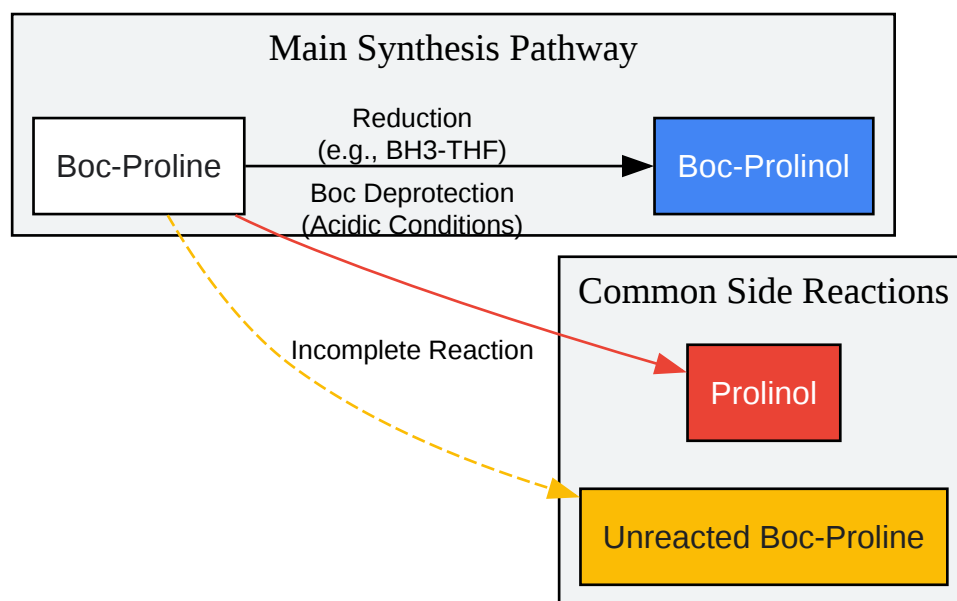 Main Synthesis Pathway
Reduction
(e.g., BH3-THF)
Boc-Proline
Boc-Prolinol
Boc Deprotection
(Acidic Conditions)
Common Side Reactions
Incomplete Reaction
Prolinol
Unreacted Boc-Proline